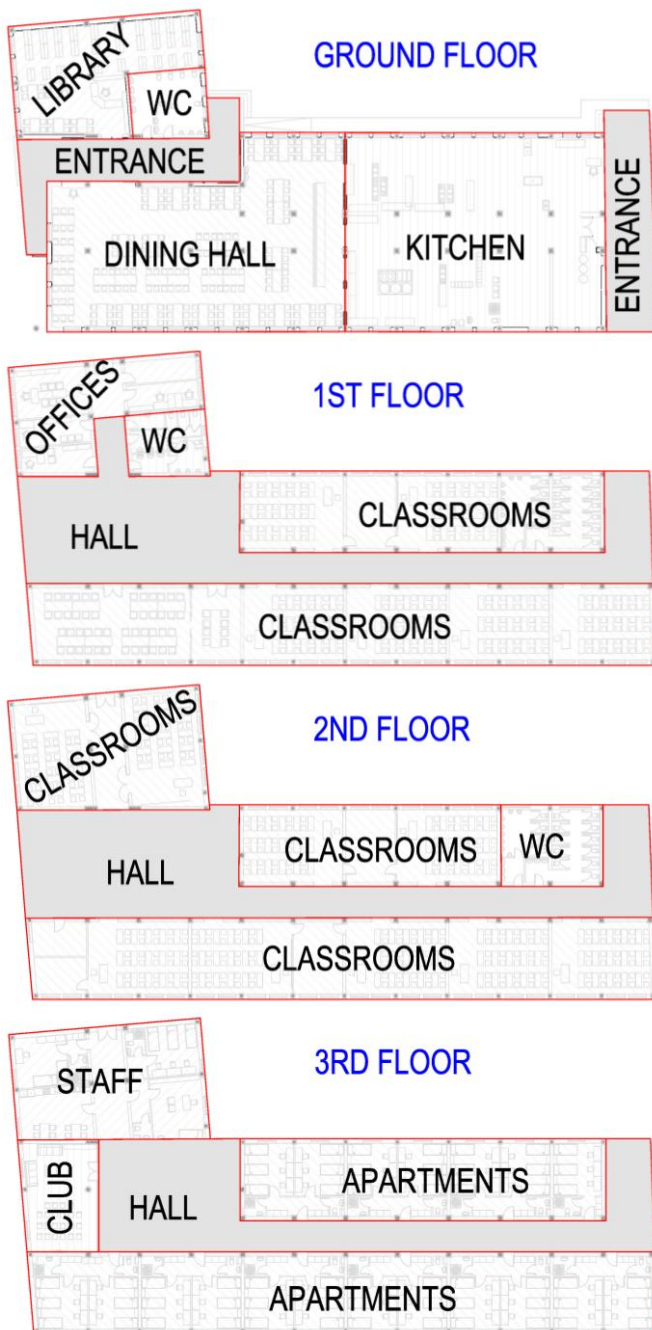 GROUND FLOOR
LIBRARY
WC
ENTRANCE
DINING HALL
KITCHEN
ENTRANCE
1ST FLOOR
OFFICES
WC
HALL
CLASSROOMS
CLASSROOMS
2ND FLOOR
CLASSROOMS
HALL
CLASSROOMS
WC
CLASSROOMS
3RD FLOOR
STAFF
CLUB
HALL
APARTMENTS
APARTMENTS